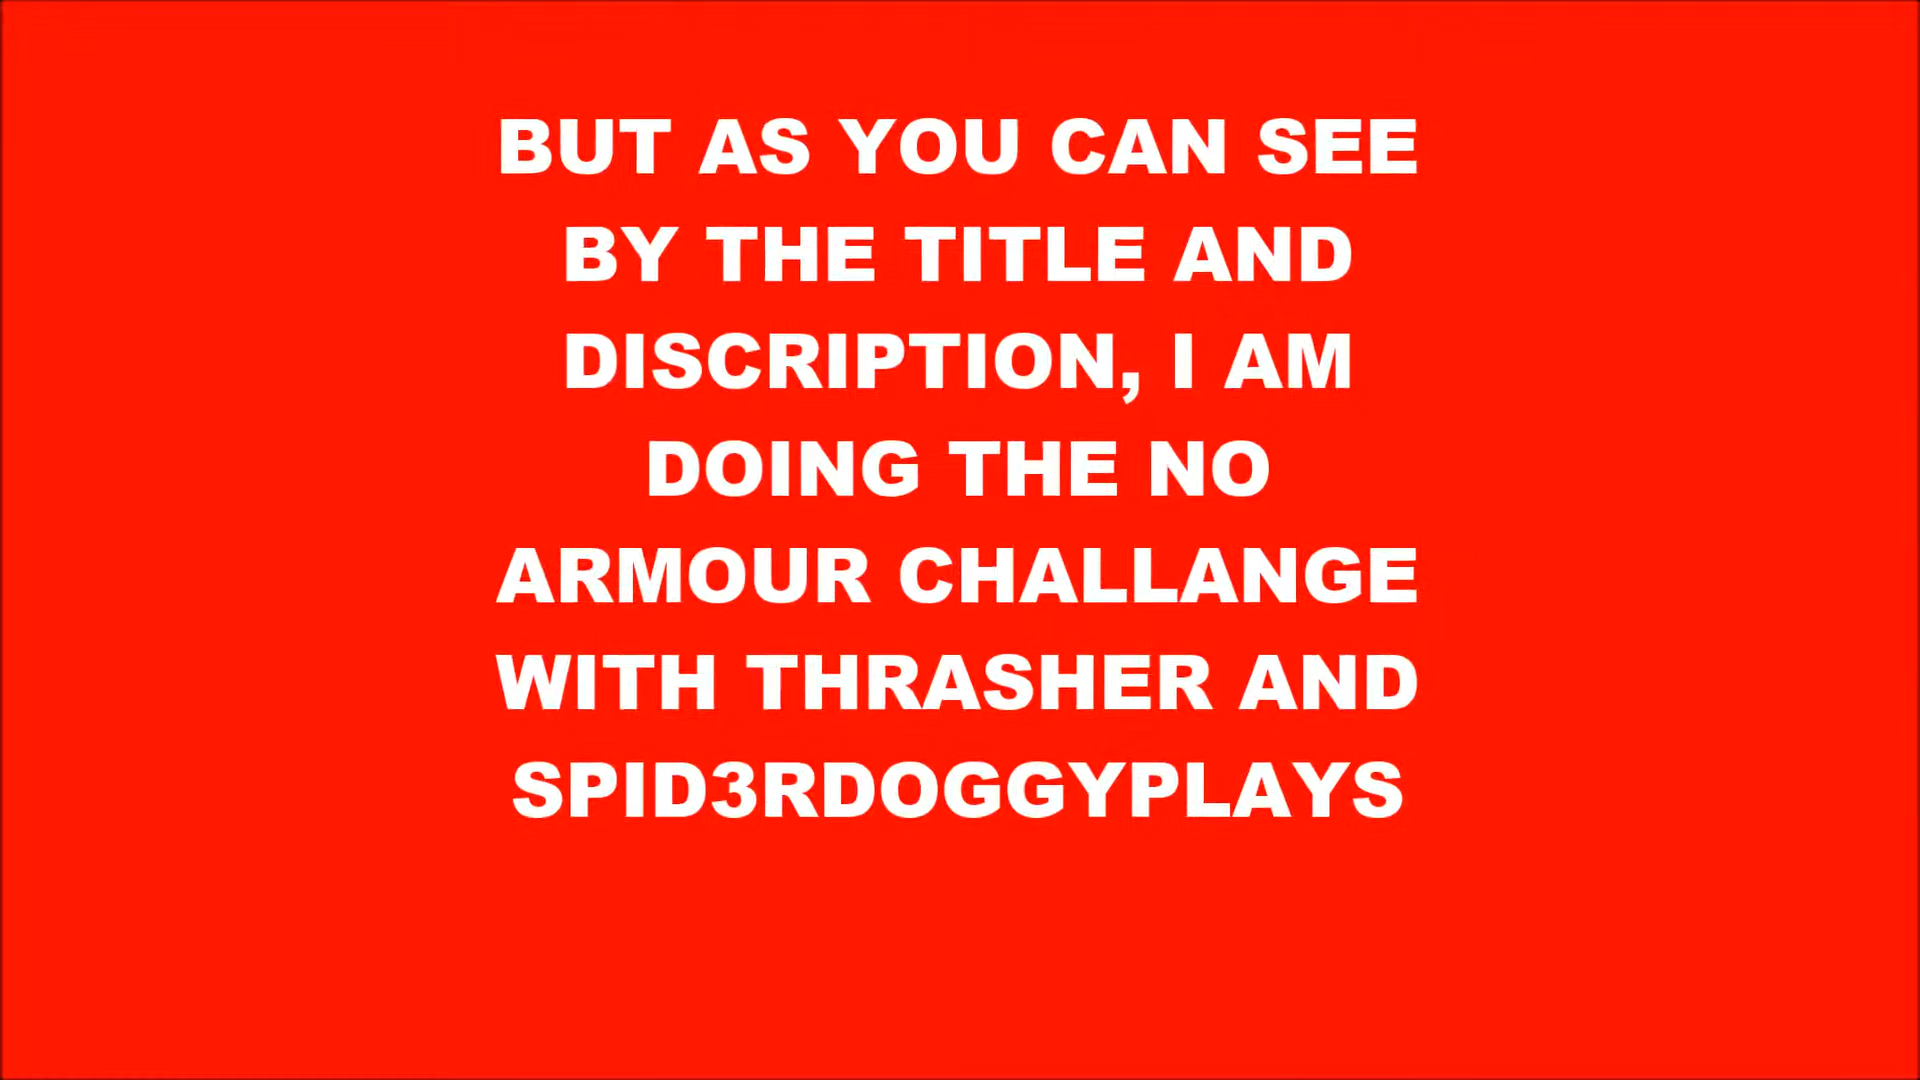 BUT AS YOU CAN SEE
BY THE TITLE AND
DISCRIPTION, I AM
DOING THE NO
ARMOUR CHALLANGE
WITH THRASHER AND
SPID3RDOGGYPLAYS